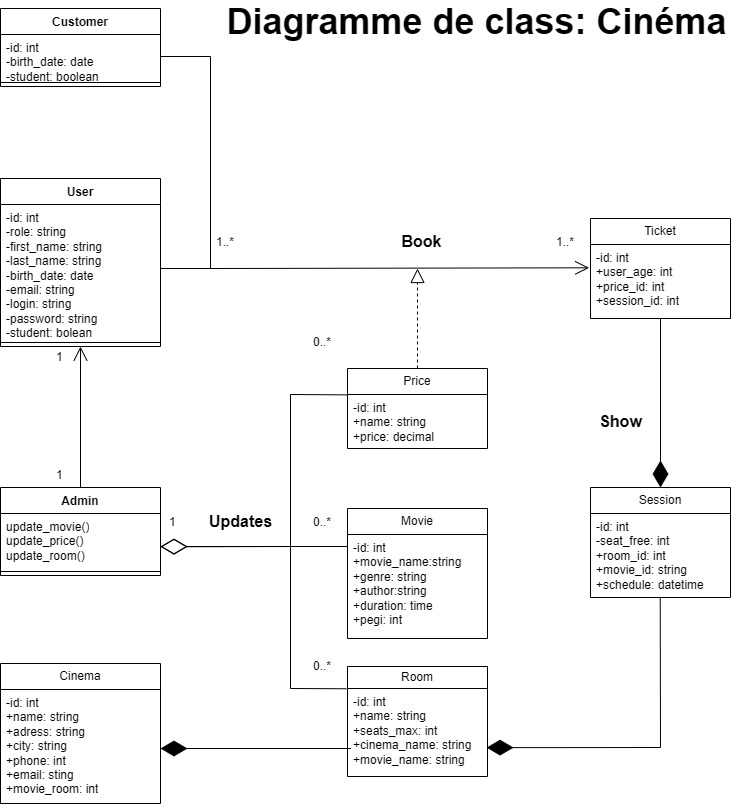 Diagramme de class: Cinéma
Customer
-id: int
-birth_date: date
-student: boolean
User
-id: int
-role: string
-first_name: string
-last_name: string
-birth_date: date
-email: string
-login: string
-password: string
-student: bolean
1..*
Book
1..*
Ticket
-id: int
+user_age: int
+price_id: int
+session_id: int
1
0..*
Price
-id: int
+name: string
+price: decimal
Show
1
Admin
update_movie()
update_price()
update_room()
1
Updates
0..*
Movie
-id: int
+movie_name:string
+genre: string
+author:string
+duration: time
+pegi: int
Session
-id: int
-seat_free: int
+room_id: int
+movie_id: string
+schedule: datetime
Cinema
-id: int
+name: string
+adress: string
+city: string
+phone: int
+email: sting
+movie_room: int
0..*
Room
-id: int
+name: string
+seats_max: int
+cinema_name: string
+movie_name: string